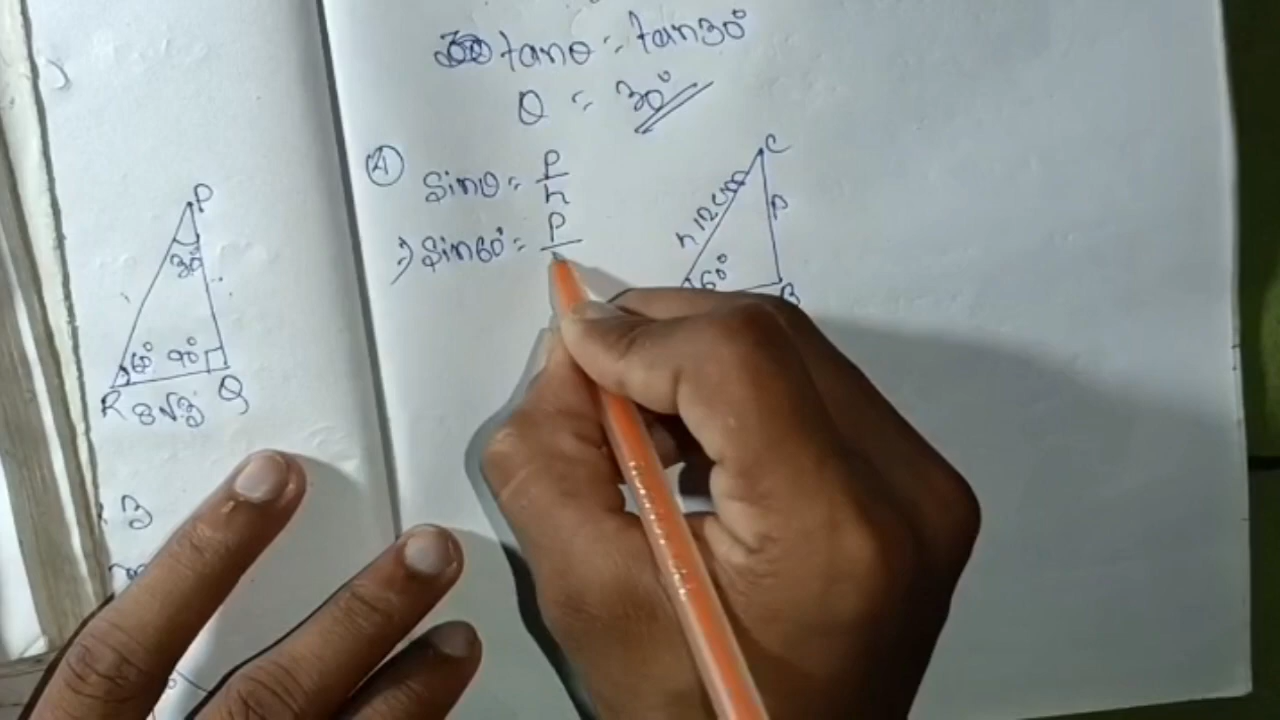 tanθ = tan30°
θ = 30°
④ sinθ = P/h
∴) sin60° = P/
C
h 12cm
P
60°
B
P
30°
60° 90°
R 8√3 Q
3